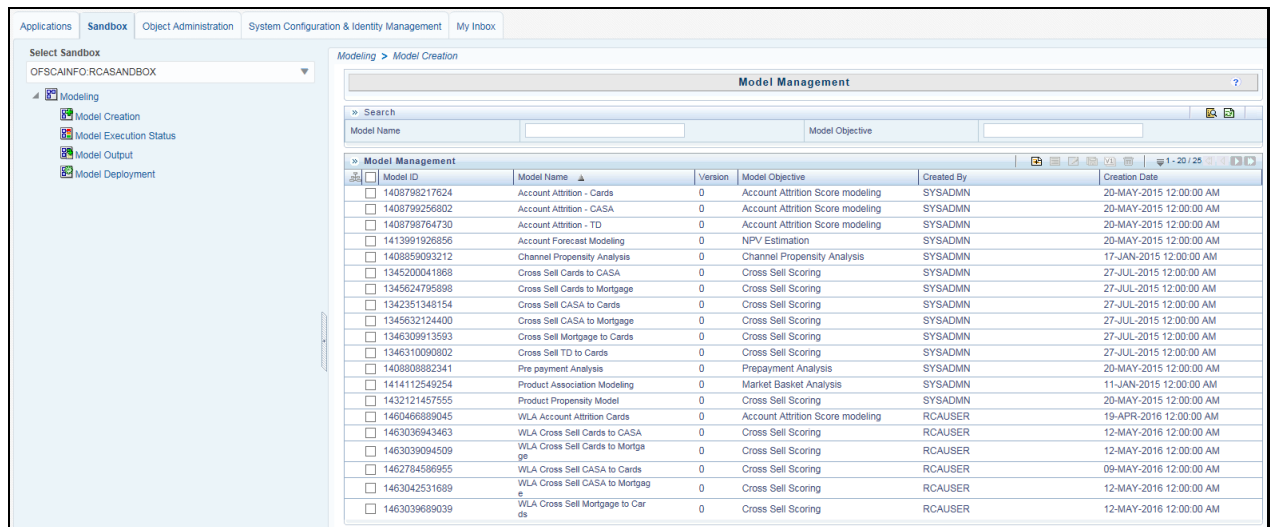 Applications Sandbox Object Administration System Configuration & Identity Management My Inbox
Select Sandbox
OFSCAINFO:RCASANDBOX
Modeling
Model Creation
Model Execution Status
Model Output
Model Deployment
Modeling > Model Creation
Model Management ?
» Search
Model Name Model Objective
» Model Management 1 - 20 / 25
Model ID Model Name Version Model Objective Created By Creation Date
1408798217624 Account Attrition - Cards 0 Account Attrition Score modeling SYSADMN 20-MAY-2015 12:00:00 AM
1408799256802 Account Attrition - CASA 0 Account Attrition Score modeling SYSADMN 20-MAY-2015 12:00:00 AM
1408798764730 Account Attrition - TD 0 Account Attrition Score modeling SYSADMN 20-MAY-2015 12:00:00 AM
1413991926856 Account Forecast Modeling 0 NPV Estimation SYSADMN 20-MAY-2015 12:00:00 AM
1408859093212 Channel Propensity Analysis 0 Channel Propensity Analysis SYSADMN 17-JAN-2015 12:00:00 AM
1345200041868 Cross Sell Cards to CASA 0 Cross Sell Scoring SYSADMN 27-JUL-2015 12:00:00 AM
1345624795898 Cross Sell Cards to Mortgage 0 Cross Sell Scoring SYSADMN 27-JUL-2015 12:00:00 AM
1342351348154 Cross Sell CASA to Cards 0 Cross Sell Scoring SYSADMN 27-JUL-2015 12:00:00 AM
1345632124400 Cross Sell CASA to Mortgage 0 Cross Sell Scoring SYSADMN 27-JUL-2015 12:00:00 AM
1346309913593 Cross Sell Mortgage to Cards 0 Cross Sell Scoring SYSADMN 27-JUL-2015 12:00:00 AM
1346310090802 Cross Sell TD to Cards 0 Cross Sell Scoring SYSADMN 27-JUL-2015 12:00:00 AM
1408808882341 Pre payment Analysis 0 Prepayment Analysis SYSADMN 20-MAY-2015 12:00:00 AM
1414112549254 Product Association Modeling 0 Market Basket Analysis SYSADMN 11-JAN-2015 12:00:00 AM
1432121457555 Product Propensity Model 0 Cross Sell Scoring SYSADMN 20-MAY-2015 12:00:00 AM
1460466889045 WLA Account Attrition Cards 0 Account Attrition Score modeling RCAUSER 19-APR-2016 12:00:00 AM
1463036943463 WLA Cross Sell Cards to CASA 0 Cross Sell Scoring RCAUSER 12-MAY-2016 12:00:00 AM
1463039094509 WLA Cross Sell Cards to Mortga 0 Cross Sell Scoring RCAUSER 12-MAY-2016 12:00:00 AM
ge
1462784586955 WLA Cross Sell CASA to Cards 0 Cross Sell Scoring RCAUSER 09-MAY-2016 12:00:00 AM
1463042531689 WLA Cross Sell CASA to Mortgag 0 Cross Sell Scoring RCAUSER 12-MAY-2016 12:00:00 AM
e
1463039689039 WLA Cross Sell Mortgage to Car 0 Cross Sell Scoring RCAUSER 12-MAY-2016 12:00:00 AM
ds